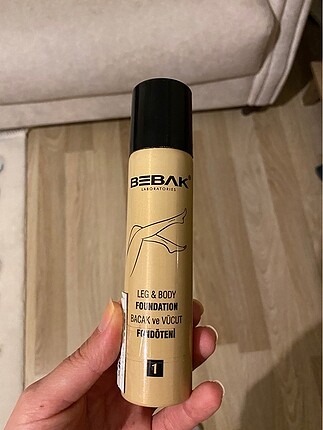 BEBAK®
LABORATORIES
LEG & BODY
FOUNDATION
BACAK ve VÜCUT
FONDÖTENİ
1